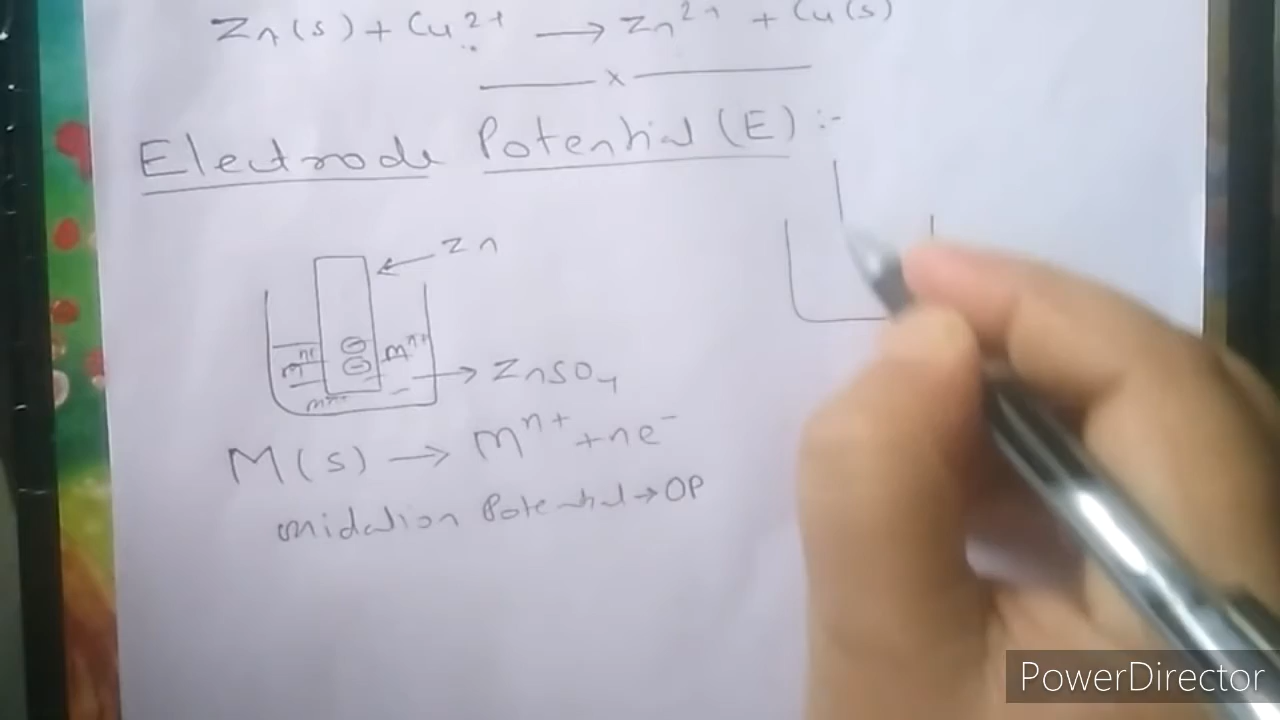 Zn(s) + Cu²⁺ → Zn²⁺ + Cu(s)
x
Electrode Potential (E) :-
Zn
mⁿ⁺ ⊖ mⁿ⁺
⊖
mⁿ⁺
→ ZnSO₄
M(s) → mⁿ⁺ + ne⁻
oxidation Potential → OP
PowerDirector